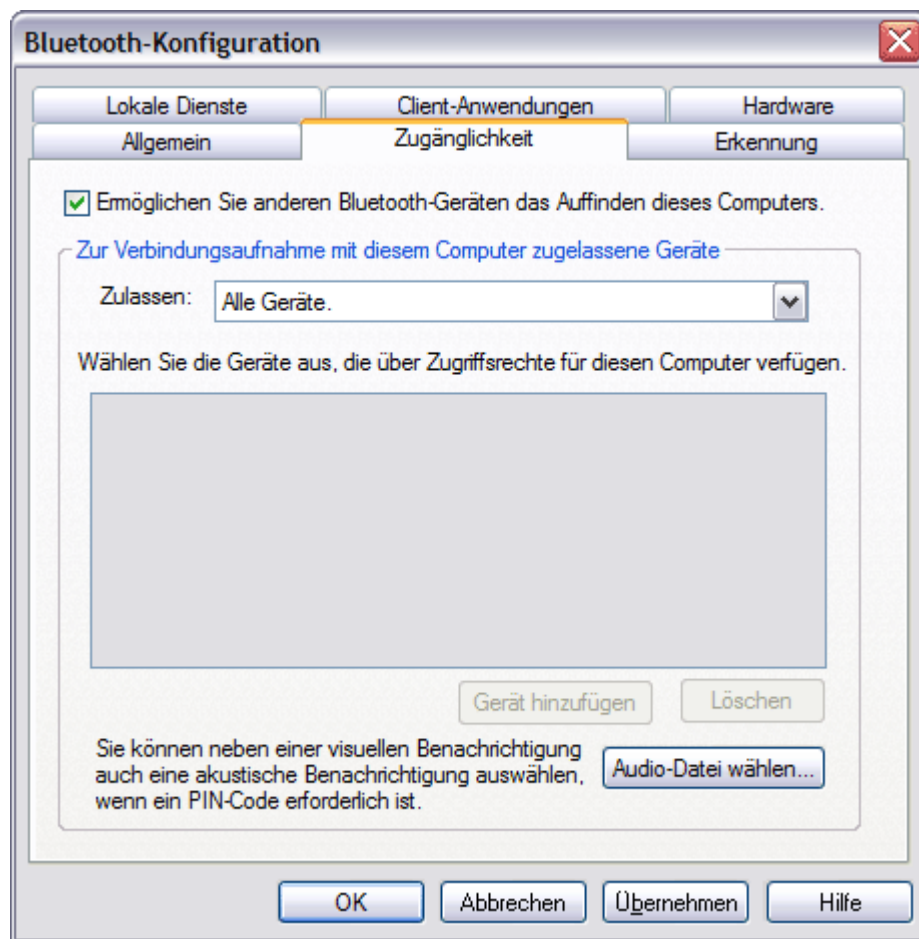 Bluetooth-Konfiguration
Lokale Dienste
Client-Anwendungen
Hardware
Allgemein
Zugänglichkeit
Erkennung
Ermöglichen Sie anderen Bluetooth-Geräten das Auffinden dieses Computers.
Zur Verbindungsaufnahme mit diesem Computer zugelassene Geräte
Zulassen: Alle Geräte.
Wählen Sie die Geräte aus, die über Zugriffsrechte für diesen Computer verfügen.
Gerät hinzufügen
Löschen
Sie können neben einer visuellen Benachrichtigung
auch eine akustische Benachrichtigung auswählen,
wenn ein PIN-Code erforderlich ist.
Audio-Datei wählen...
OK
Abbrechen
Übernehmen
Hilfe